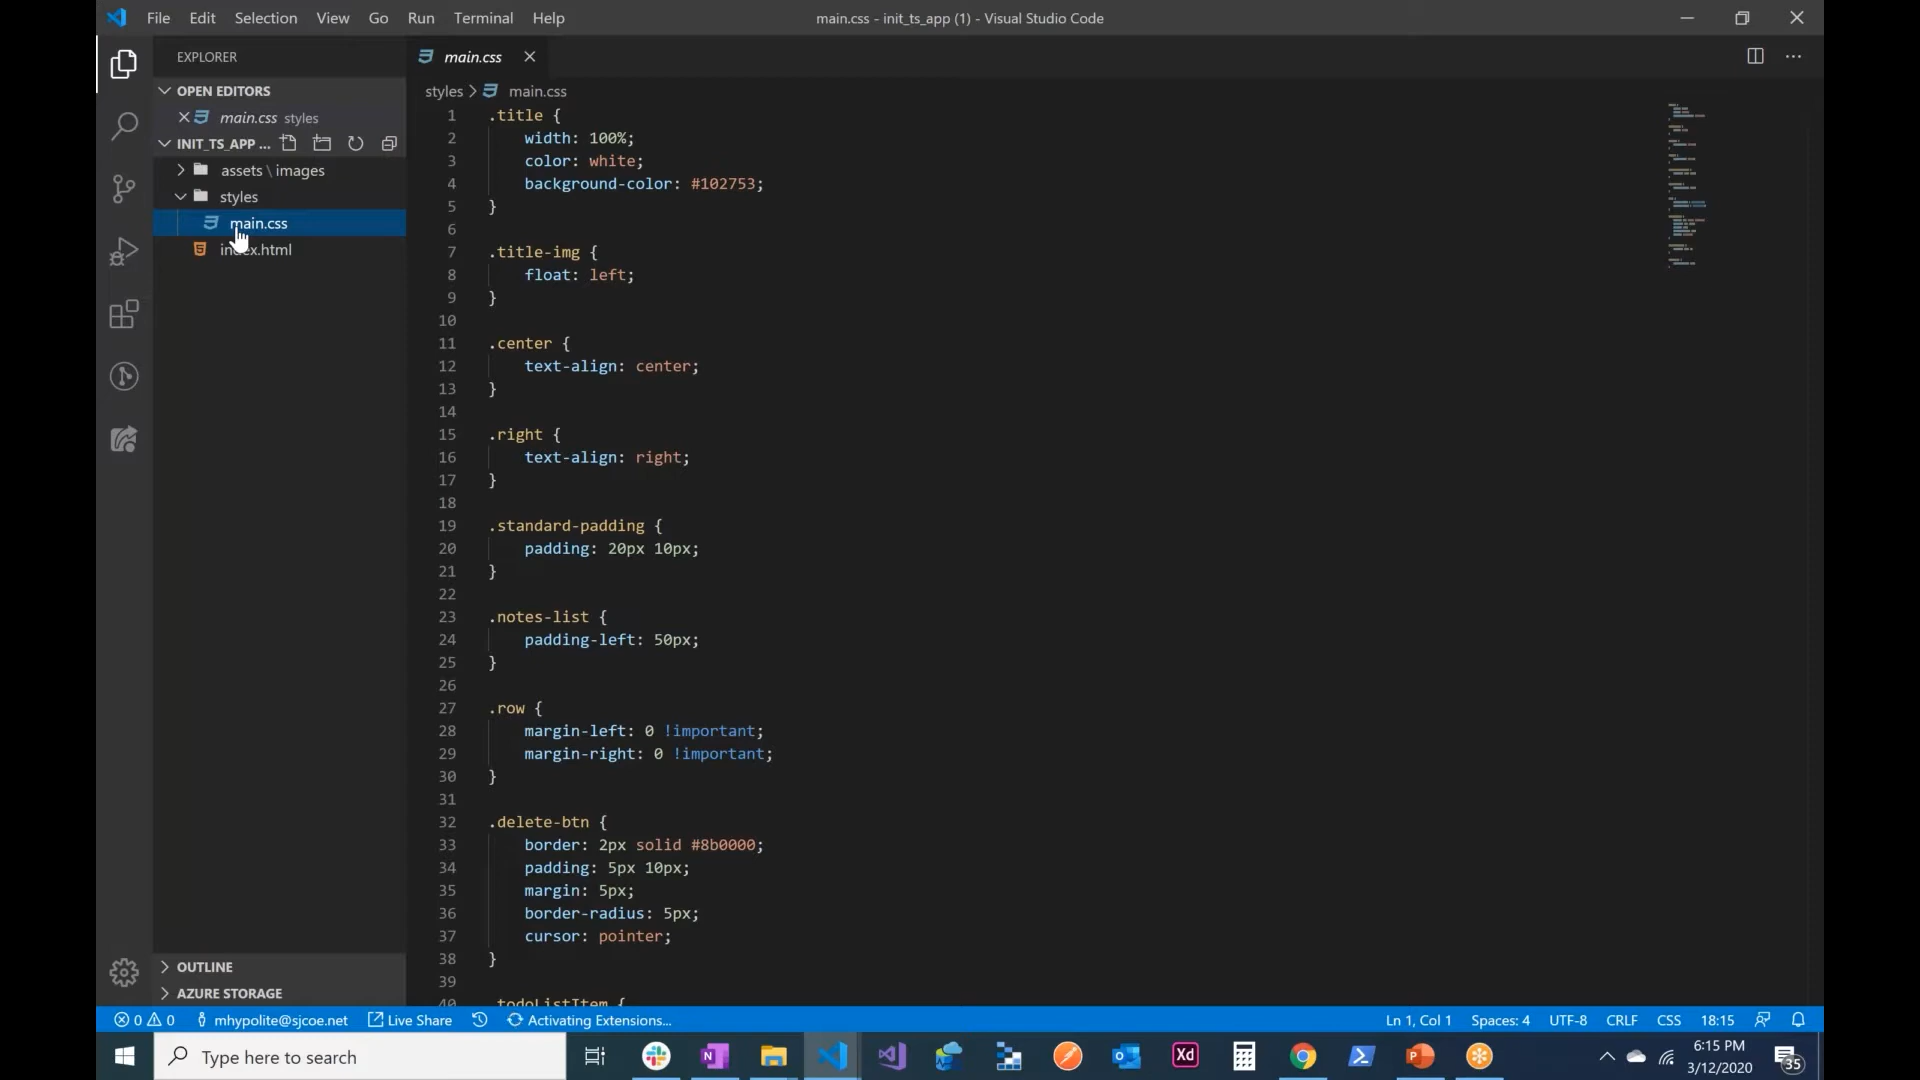 File Edit Selection View Go Run Terminal Help
main.css - init_ts_app (1) - Visual Studio Code
EXPLORER
OPEN EDITORS
main.css styles
INIT_TS_APP ...
assets \ images
styles
main.css
index.html
OUTLINE
AZURE STORAGE
main.css
styles > main.css
1 .title {
2 width: 100%;
3 color: white;
4 background-color: #102753;
5 }
6
7 .title-img {
8 float: left;
9 }
10
11 .center {
12 text-align: center;
13 }
14
15 .right {
16 text-align: right;
17 }
18
19 .standard-padding {
20 padding: 20px 10px;
21 }
22
23 .notes-list {
24 padding-left: 50px;
25 }
26
27 .row {
28 margin-left: 0 !important;
29 margin-right: 0 !important;
30 }
31
32 .delete-btn {
33 border: 2px solid #8b0000;
34 padding: 5px 10px;
35 margin: 5px;
36 border-radius: 5px;
37 cursor: pointer;
38 }
39
40 .todoListItem {
0 0 mhypolite@sjcoe.net Live Share Activating Extensions... Ln 1, Col 1 Spaces: 4 UTF-8 CRLF CSS 18:15
Type here to search
N
Xd
P
6:15 PM
3/12/2020
35